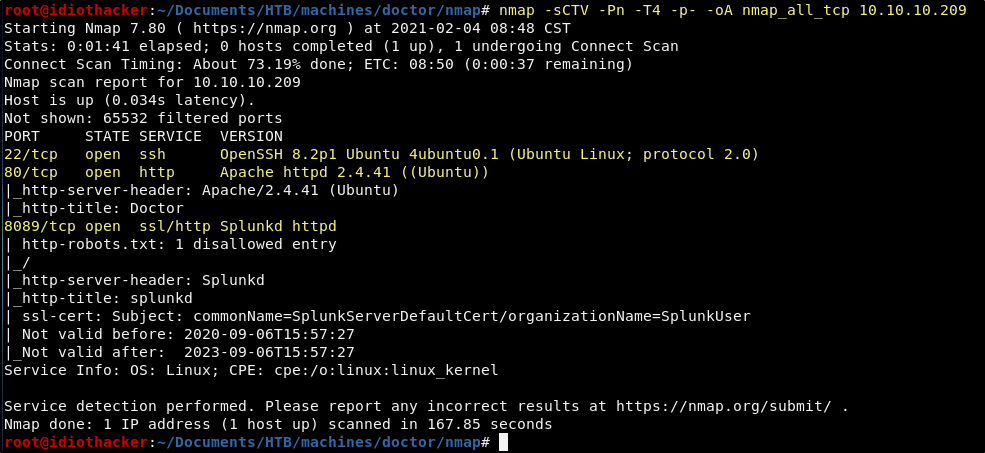 root@idiothacker:~/Documents/HTB/machines/doctor/nmap# nmap -sCTV -Pn -T4 -p- -oA nmap_all_tcp 10.10.10.209
Starting Nmap 7.80 ( https://nmap.org ) at 2021-02-04 08:48 CST
Stats: 0:01:41 elapsed; 0 hosts completed (1 up), 1 undergoing Connect Scan
Connect Scan Timing: About 73.19% done; ETC: 08:50 (0:00:37 remaining)
Nmap scan report for 10.10.10.209
Host is up (0.034s latency).
Not shown: 65532 filtered ports
PORT     STATE SERVICE  VERSION
22/tcp   open  ssh      OpenSSH 8.2p1 Ubuntu 4ubuntu0.1 (Ubuntu Linux; protocol 2.0)
80/tcp   open  http     Apache httpd 2.4.41 ((Ubuntu))
|_http-server-header: Apache/2.4.41 (Ubuntu)
|_http-title: Doctor
8089/tcp open  ssl/http Splunkd httpd
| http-robots.txt: 1 disallowed entry
|_/
|_http-server-header: Splunkd
|_http-title: splunkd
| ssl-cert: Subject: commonName=SplunkServerDefaultCert/organizationName=SplunkUser
| Not valid before: 2020-09-06T15:57:27
|_Not valid after:  2023-09-06T15:57:27
Service Info: OS: Linux; CPE: cpe:/o:linux:linux_kernel
Service detection performed. Please report any incorrect results at https://nmap.org/submit/ .
Nmap done: 1 IP address (1 host up) scanned in 167.85 seconds
root@idiothacker:~/Documents/HTB/machines/doctor/nmap#